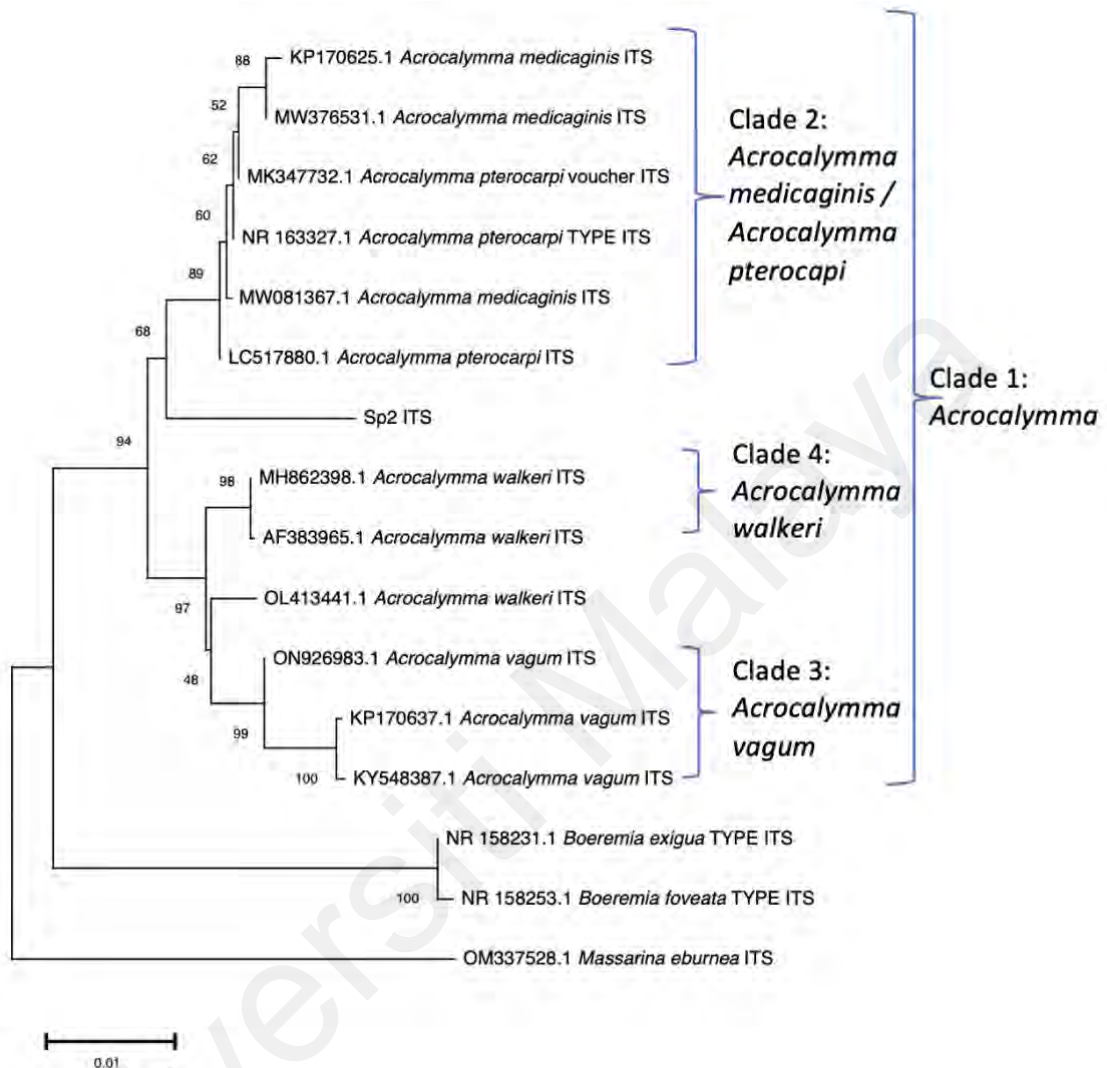 88
KP170625.1 Acrocalymma medicaginis ITS
52
MW376531.1 Acrocalymma medicaginis ITS
62
MK347732.1 Acrocalymma pterocarpi voucher ITS
60
NR 163327.1 Acrocalymma pterocarpi TYPE ITS
89
MW081367.1 Acrocalymma medicaginis ITS
68
LC517880.1 Acrocalymma pterocarpi ITS
Sp2 ITS
94
98
MH862398.1 Acrocalymma walkeri ITS
AF383965.1 Acrocalymma walkeri ITS
97
OL413441.1 Acrocalymma walkeri ITS
ON926983.1 Acrocalymma vagum ITS
48
KP170637.1 Acrocalymma vagum ITS
99
100
KY548387.1 Acrocalymma vagum ITS
NR 158231.1 Boeremia exigua TYPE ITS
100
NR 158253.1 Boeremia foveata TYPE ITS
OM337528.1 Massarina eburnea ITS
0.01
Clade 2:
Acrocalymma
medicaginis /
Acrocalymma
pterocapi
Clade 4:
Acrocalymma
walkeri
Clade 3:
Acrocalymma
vagum
Clade 1:
Acrocalymma
versiti Malaya